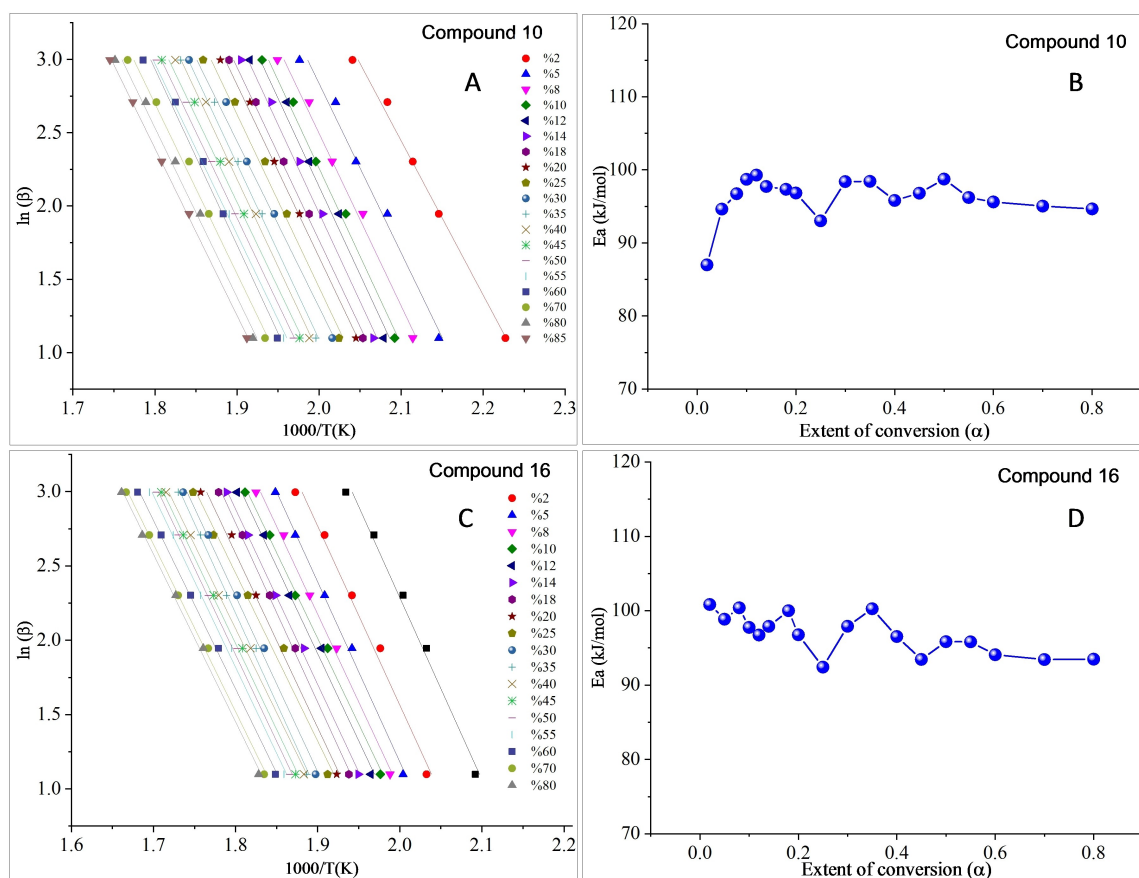 Compound 10
A
%2
%5
%8
%10
%12
%14
%18
%20
%25
%30
%35
%40
%45
%50
%55
%60
%70
%80
%85
3.0
2.5
2.0
1.5
1.0
ln (β)
1.7 1.8 1.9 2.0 2.1 2.2 2.3
1000/T(K)
Compound 10
B
120
110
100
90
80
70
Ea (kJ/mol)
0.0 0.2 0.4 0.6 0.8
Extent of conversion (α)
Compound 16
C
%2
%5
%8
%10
%12
%14
%18
%20
%25
%30
%35
%40
%45
%50
%55
%60
%70
%80
3.0
2.5
2.0
1.5
1.0
ln (β)
1.6 1.7 1.8 1.9 2.0 2.1
1000/T(K)
Compound 16
D
120
110
100
90
80
70
Ea (kJ/mol)
0.0 0.2 0.4 0.6 0.8
Extent of conversion (α)